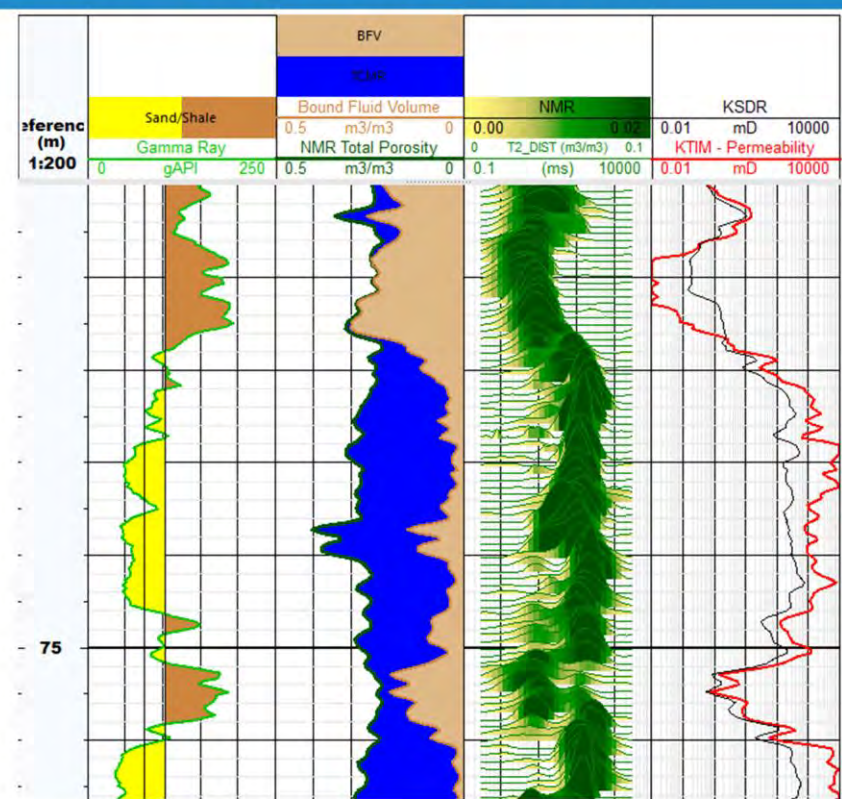 BFV
TCMR
Sand/Shale
Bound Fluid Volume
0.5 m3/m3 0
NMR
0.00 0.02
KSDR
0.01 mD 10000
eferenc
(m)
1:200
Gamma Ray
0 gAPI 250
NMR Total Porosity
0.5 m3/m3 0
0 T2_DIST (m3/m3) 0.1
0.1 (ms) 10000
KTIM - Permeability
0.01 mD 10000
75